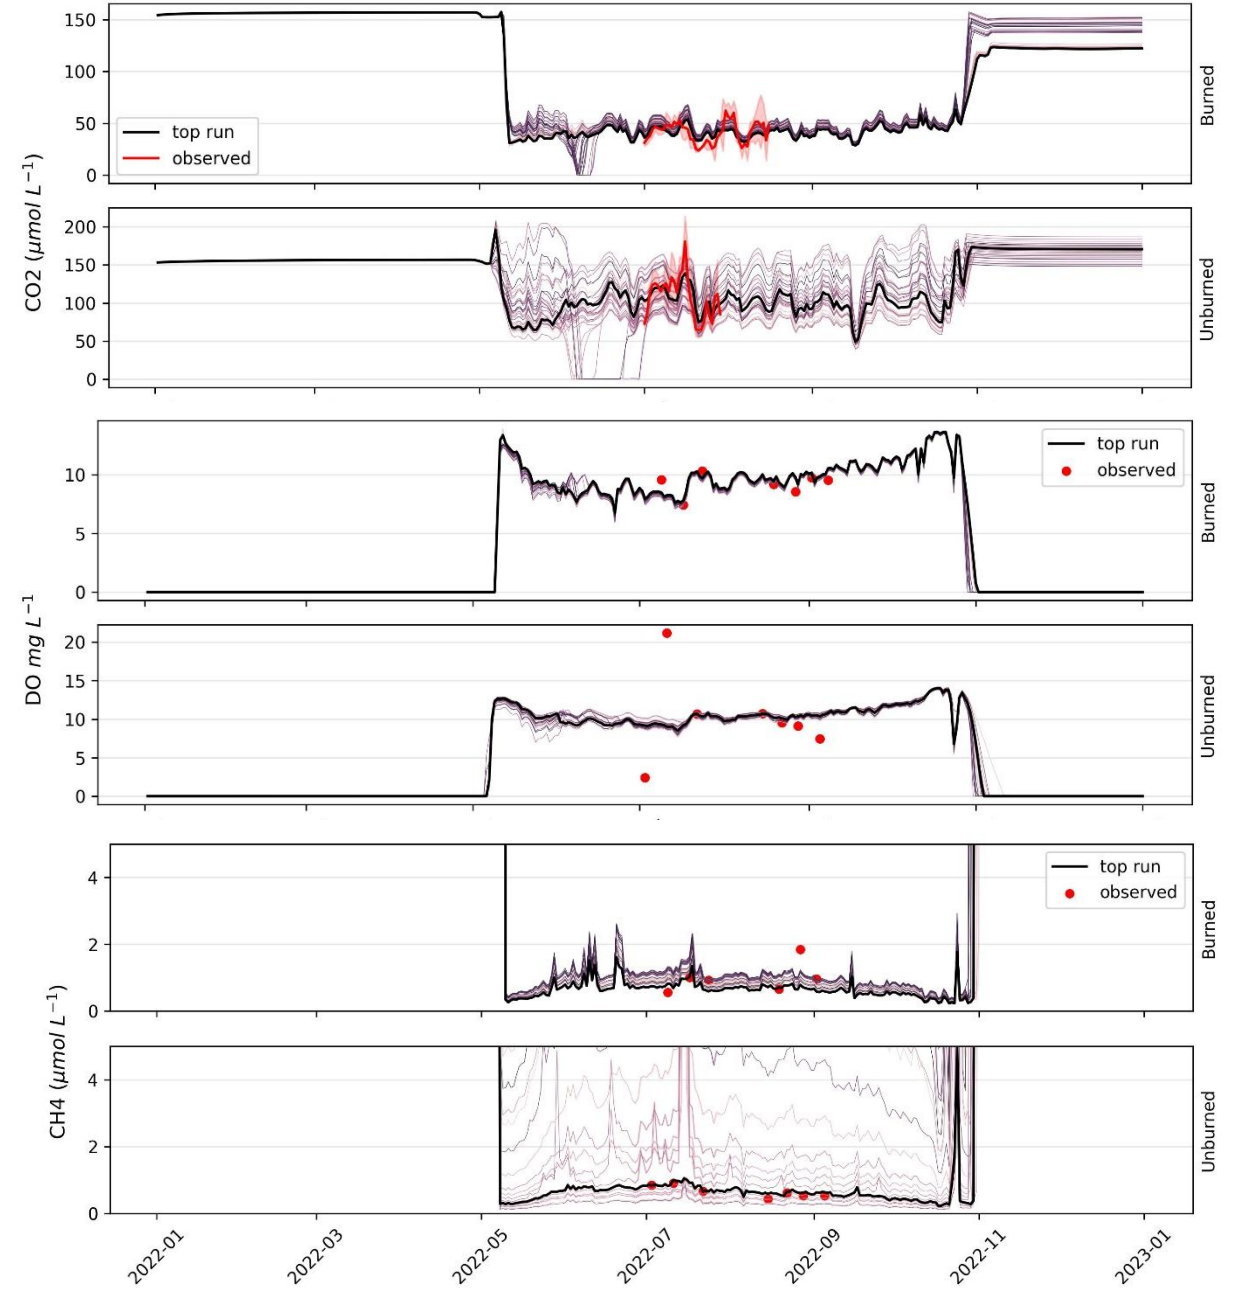 150
100
50
0
top run
observed
Burned
CO2 (μmol L⁻¹)
200
150
100
50
0
Unburned
10
5
0
top run
observed
Burned
DO mg L⁻¹
20
15
10
5
0
Unburned
4
2
0
top run
observed
Burned
CH4 (μmol L⁻¹)
4
2
0
Unburned
2022-01
2022-03
2022-05
2022-07
2022-09
2022-11
2023-01